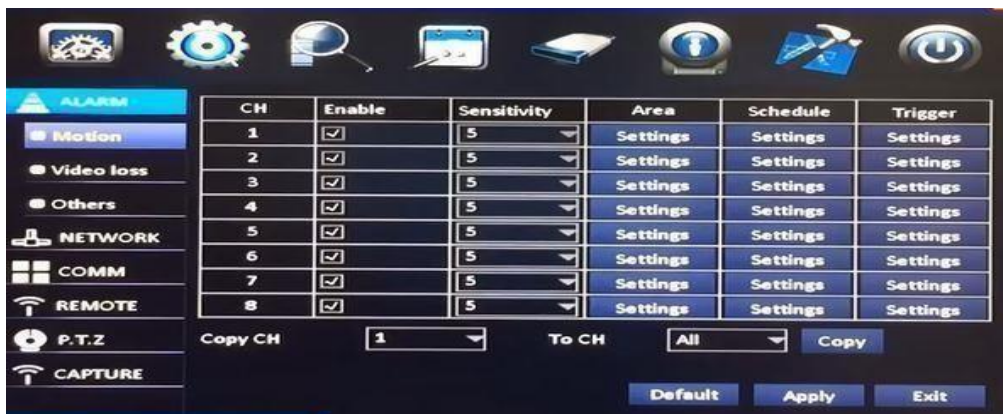 ALARM
Motion
Video loss
Others
NETWORK
COMM
REMOTE
P.T.Z
CAPTURE
CH Enable Sensitivity Area Schedule Trigger
1 5 Settings Settings Settings
2 5 Settings Settings Settings
3 5 Settings Settings Settings
4 5 Settings Settings Settings
5 5 Settings Settings Settings
6 5 Settings Settings Settings
7 5 Settings Settings Settings
8 5 Settings Settings Settings
Copy CH 1 To CH All Copy
Default Apply Exit